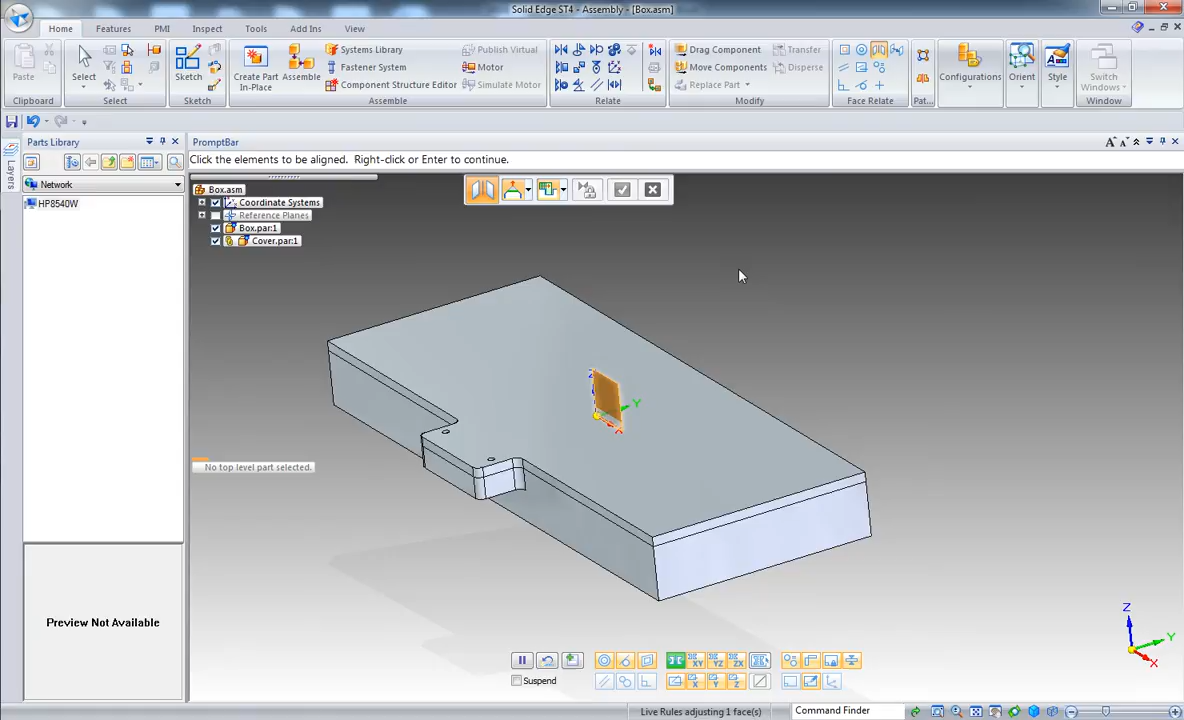 Solid Edge ST4 - Assembly - [Box.asm]
Home Features PMI Inspect Tools Add Ins View
Paste
Clipboard
Select
Select
Sketch
Sketch
Create Part In-Place
Assemble
Systems Library
Fastener System
Component Structure Editor
Publish Virtual
Motor
Simulate Motor
Assemble
Relate
Drag Component
Move Components
Replace Part
Transfer
Disperse
Modify
Face Relate
Pat...
Configurations
Orient
Style
Switch Windows
Window
Parts Library
PromptBar
Click the elements to be aligned. Right-click or Enter to continue.
Layers
Network
HP8540W
Box.asm
Coordinate Systems
Reference Planes
Box.par:1
Cover.par:1
No top level part selected.
Z
Y
X
Preview Not Available
XY YZ ZX
X Y Z
Suspend
Z
Y
X
Live Rules adjusting 1 face(s)
Command Finder